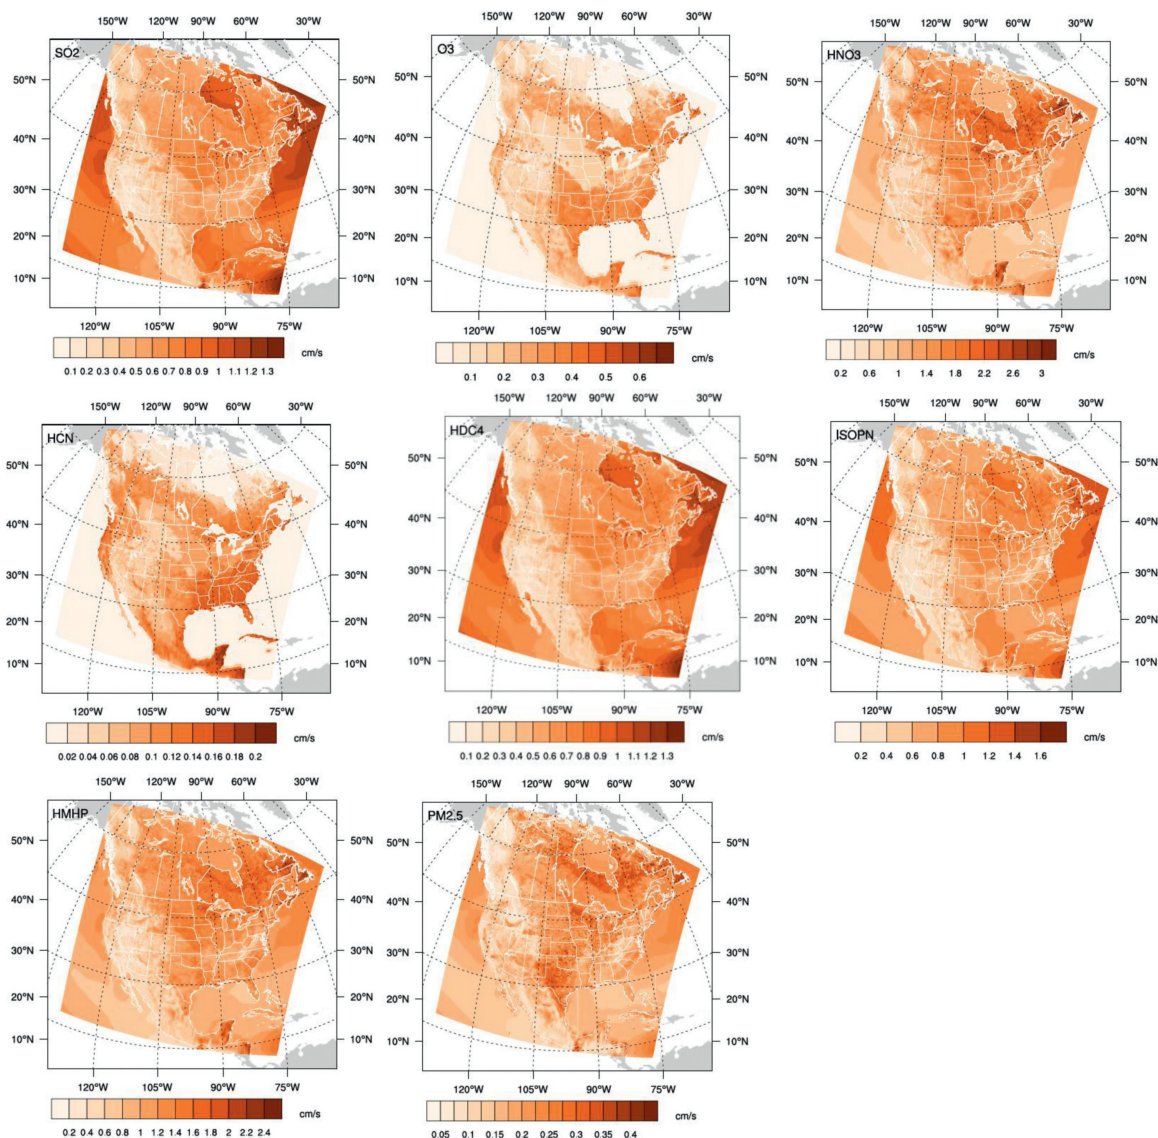 150°W 120°W 90°W 60°W 30°W
SO2
50°N 50°N
40°N 40°N
30°N 30°N
20°N 20°N
10°N 10°N
120°W 105°W 90°W 75°W
cm/s
0.1 0.2 0.3 0.4 0.5 0.6 0.7 0.8 0.9 1 1.1 1.2 1.3
150°W 120°W 90°W 60°W 30°W
O3
50°N 50°N
40°N 40°N
30°N 30°N
20°N 20°N
10°N 10°N
120°W 105°W 90°W 75°W
cm/s
0.1 0.2 0.3 0.4 0.5 0.6
150°W 120°W 90°W 60°W 30°W
HNO3
50°N 50°N
40°N 40°N
30°N 30°N
20°N 20°N
10°N 10°N
120°W 105°W 90°W 75°W
cm/s
0.2 0.6 1 1.4 1.8 2.2 2.6 3
150°W 120°W 90°W 60°W 30°W
HCN
50°N 50°N
40°N 40°N
30°N 30°N
20°N 20°N
10°N 10°N
120°W 105°W 90°W 75°W
cm/s
0.02 0.04 0.06 0.08 0.1 0.12 0.14 0.16 0.18 0.2
150°W 120°W 90°W 60°W 30°W
HDC4
50°N 50°N
40°N 40°N
30°N 30°N
20°N 20°N
10°N 10°N
120°W 105°W 90°W 75°W
cm/s
0.1 0.2 0.3 0.4 0.5 0.6 0.7 0.8 0.9 1 1.1 1.2 1.3
150°W 120°W 90°W 60°W 30°W
ISOPN
50°N 50°N
40°N 40°N
30°N 30°N
20°N 20°N
10°N 10°N
120°W 105°W 90°W 75°W
cm/s
0.2 0.4 0.6 0.8 1 1.2 1.4 1.6
150°W 120°W 90°W 60°W 30°W
HMHP
50°N 50°N
40°N 40°N
30°N 30°N
20°N 20°N
10°N 10°N
120°W 105°W 90°W 75°W
cm/s
0.2 0.4 0.6 0.8 1 1.2 1.4 1.6 1.8 2 2.2 2.4
150°W 120°W 90°W 60°W 30°W
PM2.5
50°N 50°N
40°N 40°N
30°N 30°N
20°N 20°N
10°N 10°N
120°W 105°W 90°W 75°W
cm/s
0.05 0.1 0.15 0.2 0.25 0.3 0.35 0.4